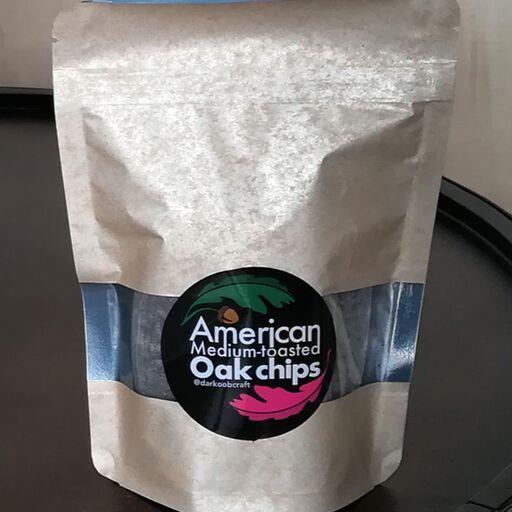 American
Medium-toasted
Oak chips
@darkoobcraft